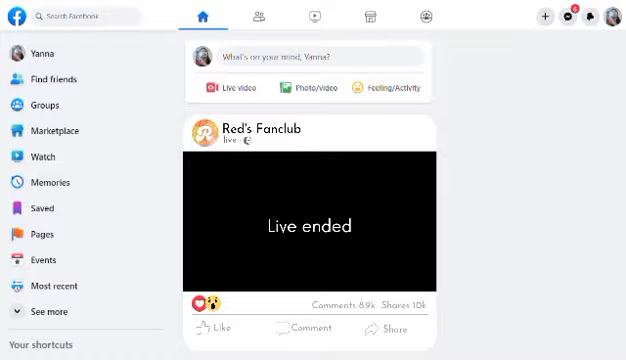 Search Facebook
6
Yanna
Find friends
Groups
Marketplace
Watch
Memories
Saved
Pages
Events
Most recent
See more
Your shortcuts
What's on your mind, Yanna?
Live video
Photo/video
Feeling/Activity
Red's Fanclub
live
Live ended
Comments 8.9k Shares 10k
Like
Comment
Share